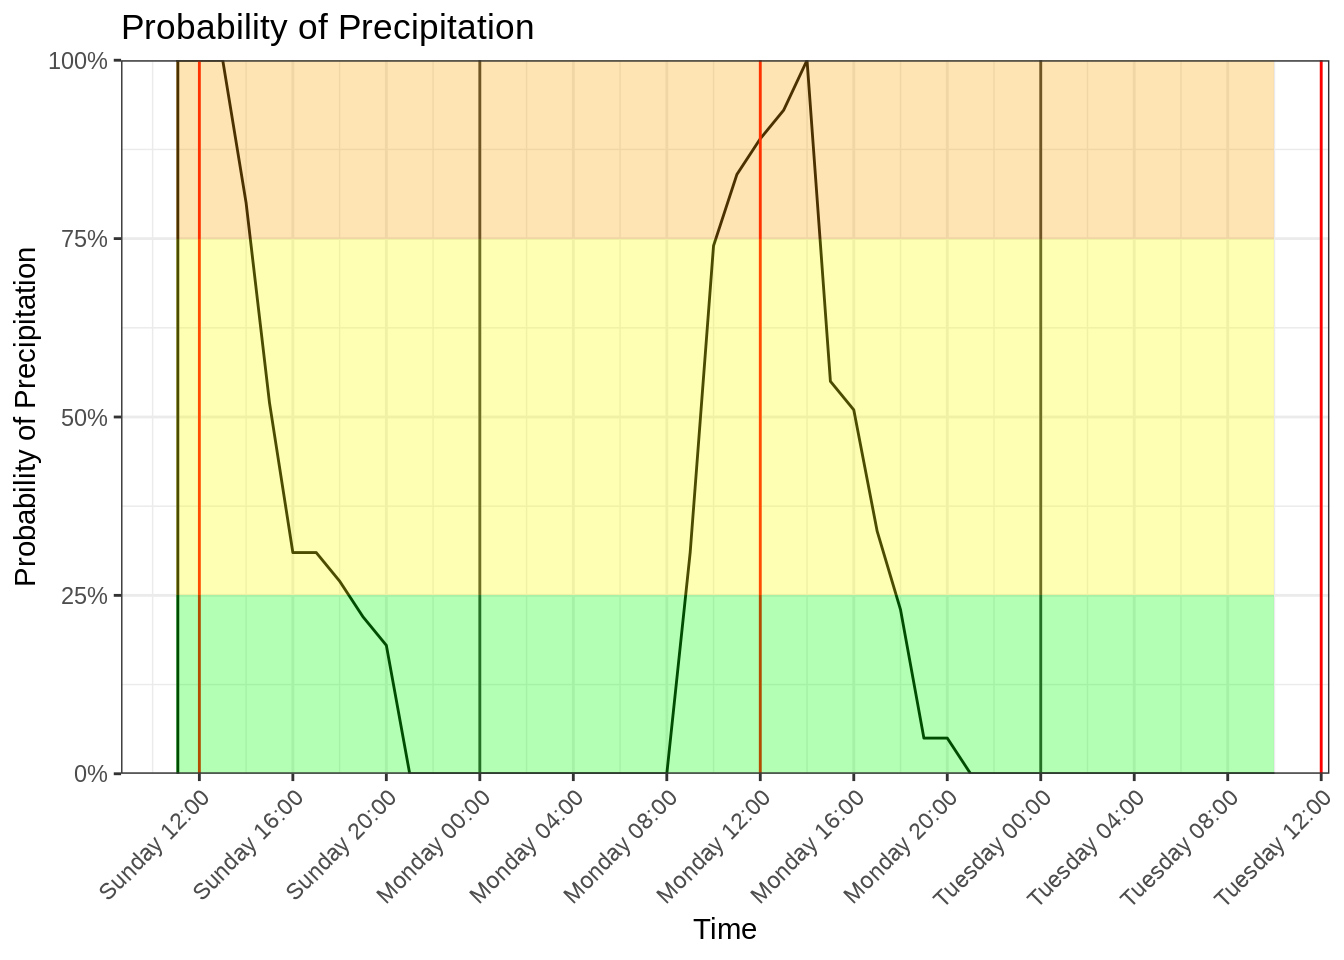 Probability of Precipitation
Probability of Precipitation
100%
75%
50%
25%
0%
Sunday 12:00
Sunday 16:00
Sunday 20:00
Monday 00:00
Monday 04:00
Monday 08:00
Monday 12:00
Monday 16:00
Monday 20:00
Tuesday 00:00
Tuesday 04:00
Tuesday 08:00
Tuesday 12:00
Time